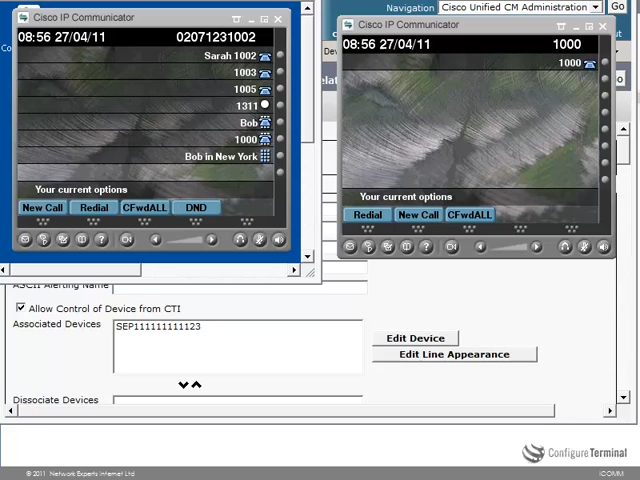 Navigation Cisco Unified CM Administration Go
Cisco IP Communicator
08:56 27/04/11 02071231002
Sarah 1002
1003
1005
1311
Bob
1000
Bob in New York
Your current options
New Call Redial CFwdALL DND
Cisco IP Communicator
08:56 27/04/11 1000
1000
Your current options
Redial New Call CFwdALL
ASCII Alerting Name
Allow Control of Device from CTI
Associated Devices
SEP111111111123
Edit Device
Edit Line Appearance
Dissociate Devices
ConfigureTerminal
© 2011 Network Experts Internet Ltd
iCOMM